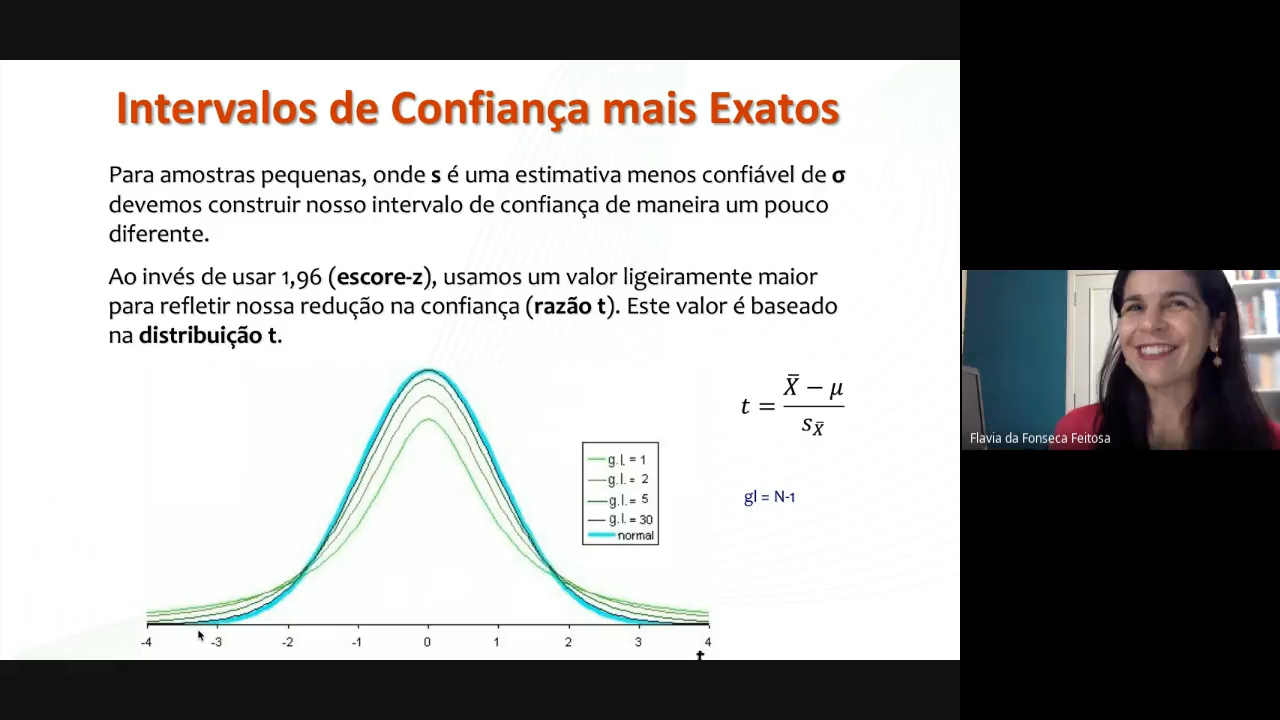 Intervalos de Confiança mais Exatos
Para amostras pequenas, onde s é uma estimativa menos confiável de σ
devemos construir nosso intervalo de confiança de maneira um pouco
diferente.
Ao invés de usar 1,96 (escore-z), usamos um valor ligeiramente maior
para refletir nossa redução na confiança (razão t). Este valor é baseado
na distribuição t.
t = (X̄ − μ) / s_X̄
g.l. = 1
g.l. = 2
g.l. = 5
g.l. = 30
normal
gl = N-1
-4 -3 -2 -1 0 1 2 3 4
t
Flavia da Fonseca Feitosa